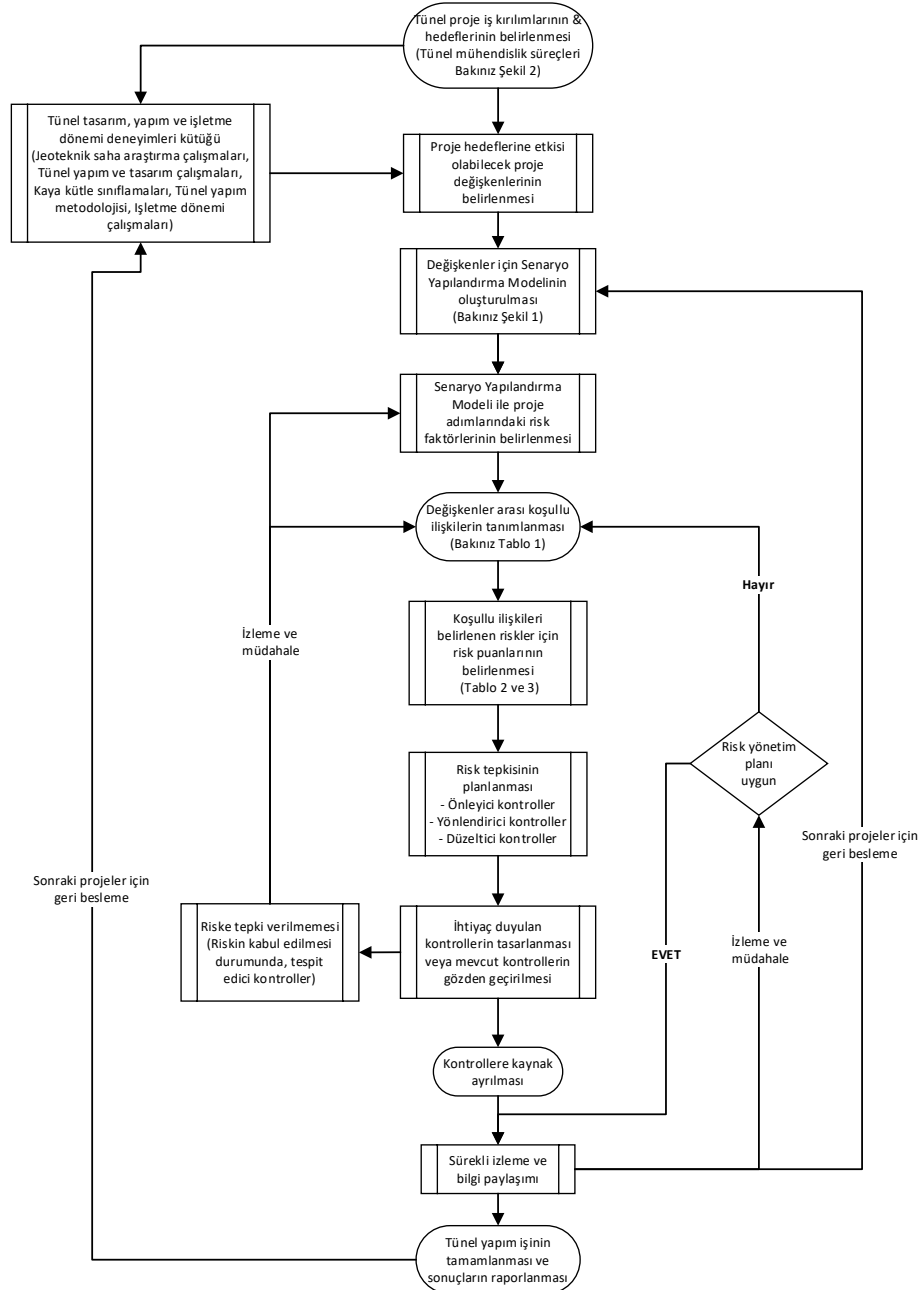 Tünel proje iş kırılımlarının &
hedeflerinin belirlenmesi
(Tünel mühendislik süreçleri
Bakınız Şekil 2)
Tünel tasarım, yapım ve işletme
dönemi deneyimleri kütüğü
(Jeoteknik saha araştırma çalışmaları,
Tünel yapım ve tasarım çalışmaları,
Kaya kütle sınıflamaları, Tünel yapım
metodolojisi, Işletme dönemi
çalışmaları)
Proje hedeflerine etkisi
olabilecek proje
değişkenlerinin
belirlenmesi
Değişkenler için Senaryo
Yapılandırma Modelinin
oluşturulması
(Bakınız Şekil 1)
Senaryo Yapılandırma
Modeli ile proje
adımlarındaki risk
faktörlerinin belirlenmesi
Değişkenler arası koşullu
ilişkilerin tanımlanması
(Bakınız Tablo 1)
Hayır
İzleme ve
müdahale
Koşullu ilişkileri
belirlenen riskler için
risk puanlarının
belirlenmesi
(Tablo 2 ve 3)
Risk yönetim
planı
uygun
Risk tepkisinin
planlanması
- Önleyici kontroller
- Yönlendirici kontroller
- Düzeltici kontroller
Sonraki projeler için
geri besleme
Sonraki projeler için
geri besleme
Riske tepki verilmemesi
(Riskin kabul edilmesi
durumunda, tespit
edici kontroller)
İhtiyaç duyulan
kontrollerin tasarlanması
veya mevcut kontrollerin
gözden geçirilmesi
EVET
İzleme ve
müdahale
Kontrollere kaynak
ayrılması
Sürekli izleme ve
bilgi paylaşımı
Tünel yapım işinin
tamamlanması ve
sonuçların raporlanması